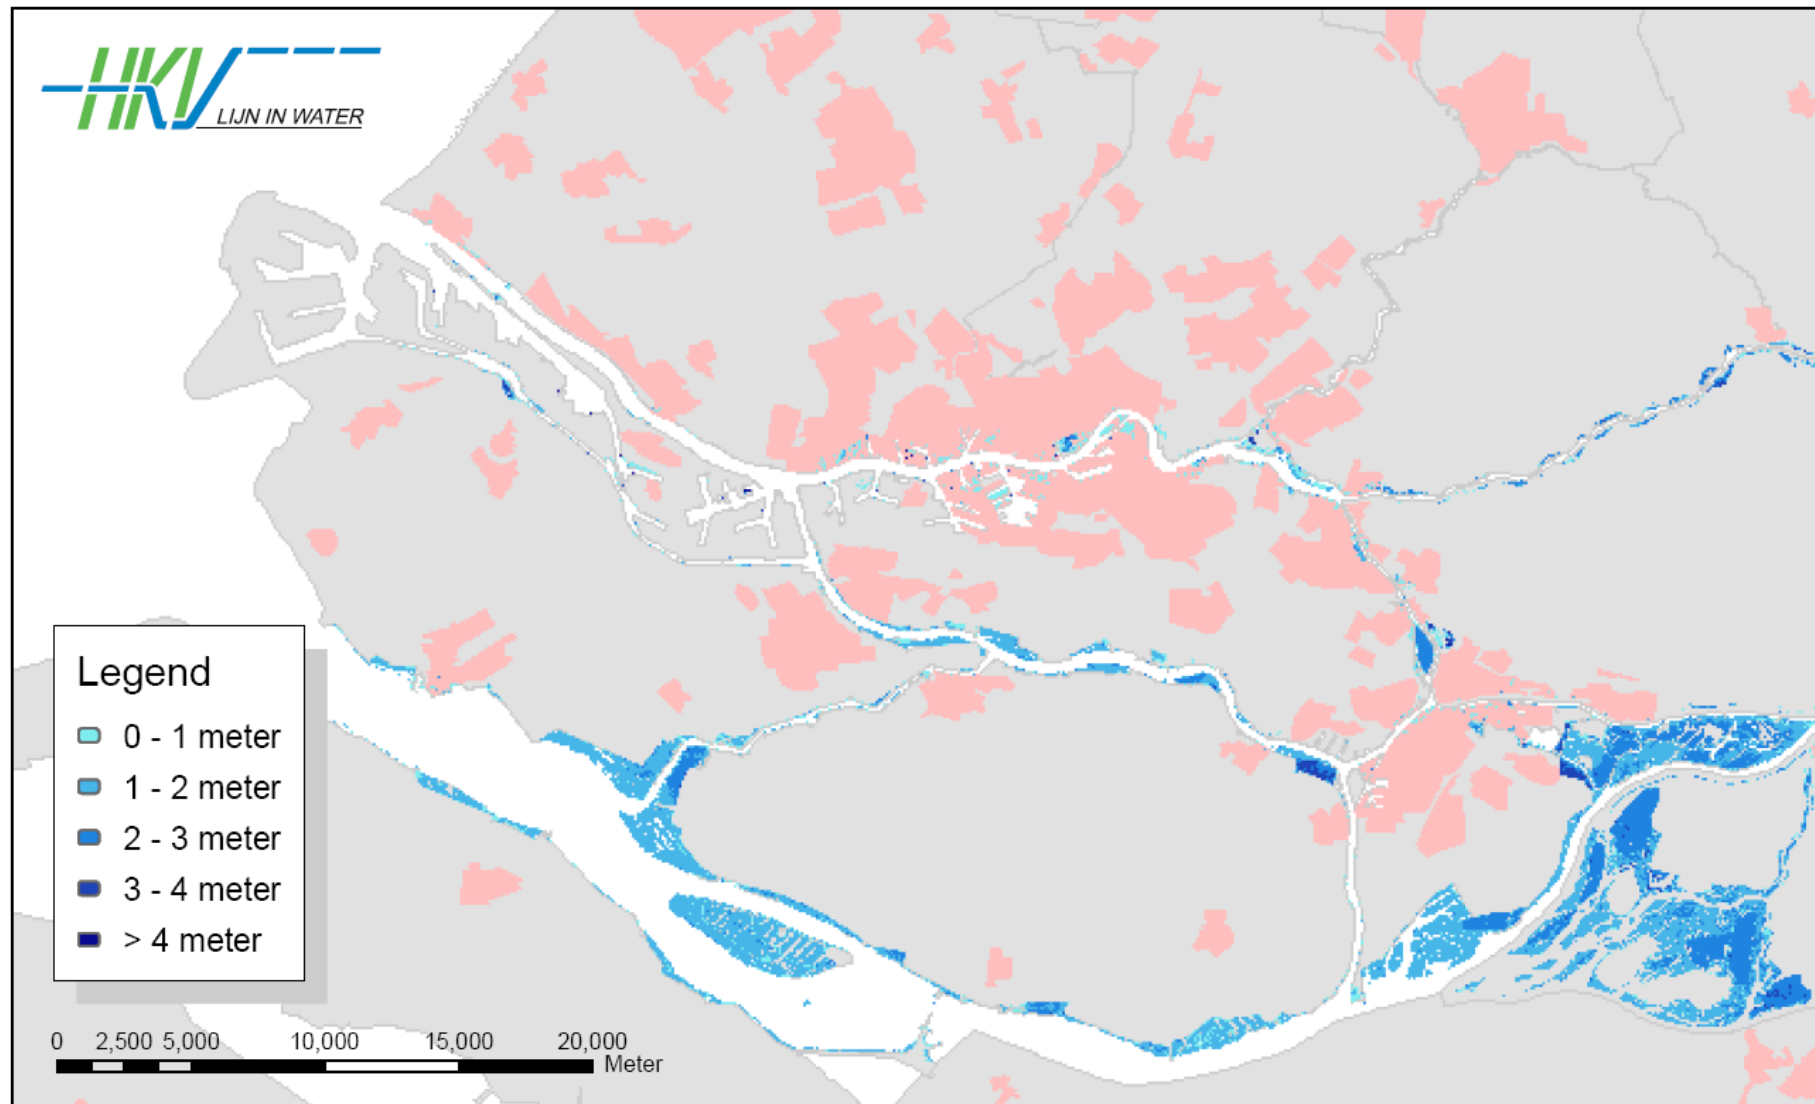 HKV
LIJN IN WATER
Legend
0 - 1 meter
1 - 2 meter
2 - 3 meter
3 - 4 meter
> 4 meter
0 2,500 5,000 10,000 15,000 20,000
Meter